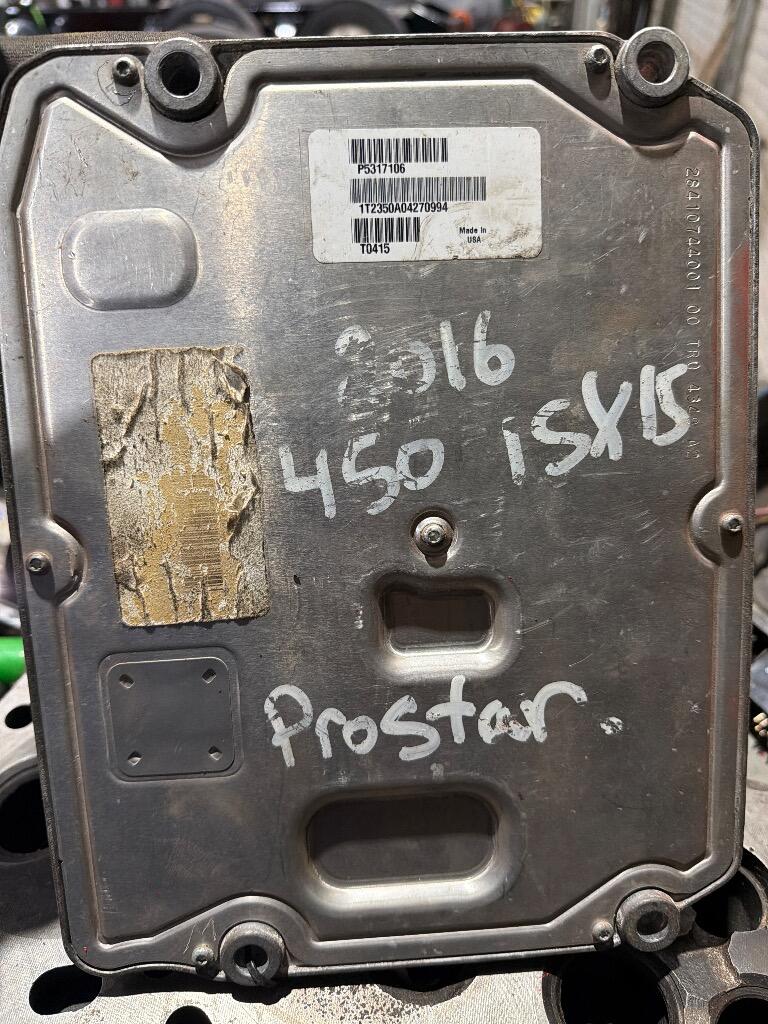 P5317106
1T2350A04270994
T0415
Made In
USA
2016
450 iSX15
Prostar.